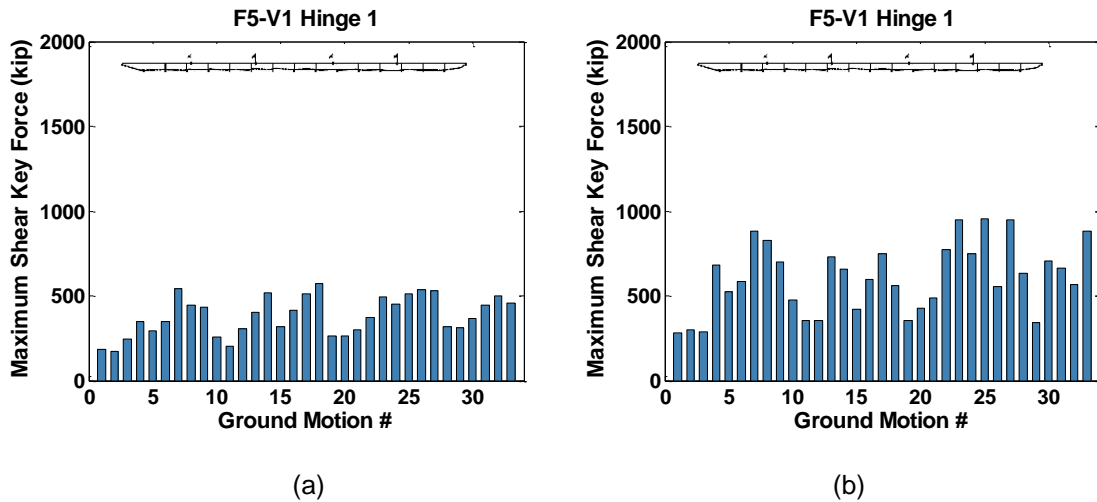 F5-V1 Hinge 1
Maximum Shear Key Force (kip)
2000
1500
1000
500
0
0 5 10 15 20 25 30
Ground Motion #
(a)
F5-V1 Hinge 1
Maximum Shear Key Force (kip)
2000
1500
1000
500
0
0 5 10 15 20 25 30
Ground Motion #
(b)